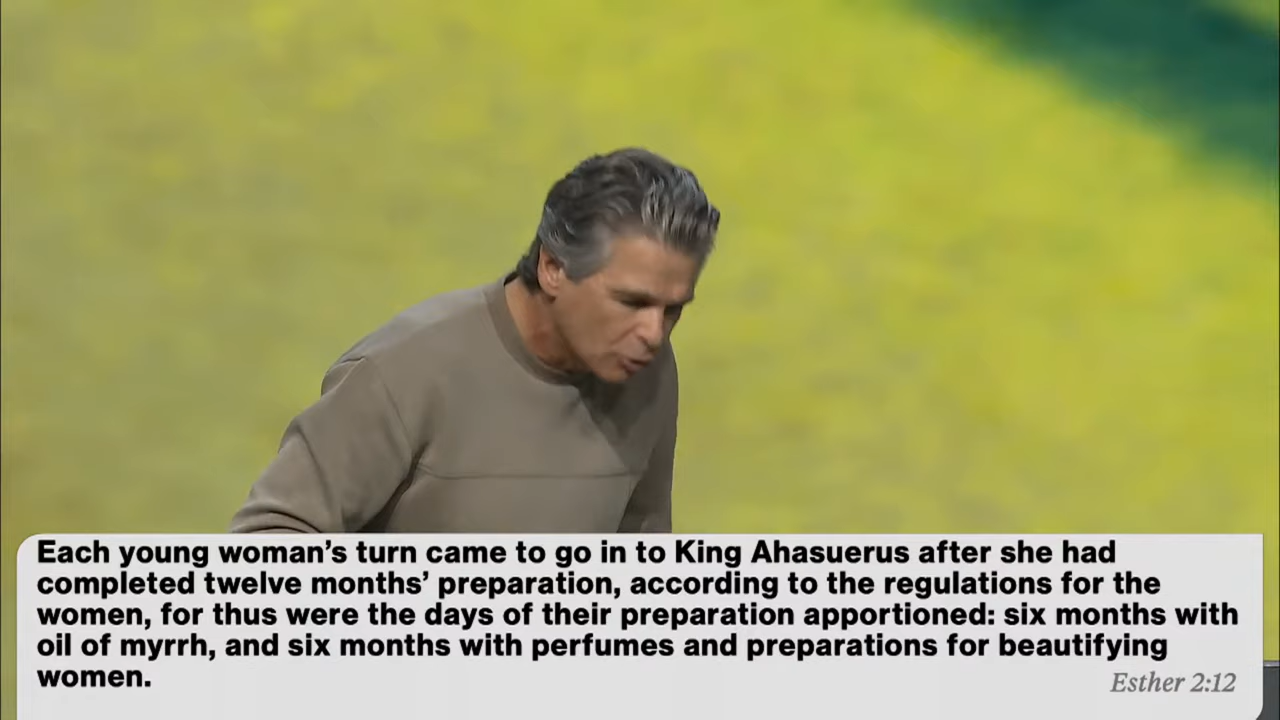 Each young woman’s turn came to go in to King Ahasuerus after she had
completed twelve months’ preparation, according to the regulations for the
women, for thus were the days of their preparation apportioned: six months with
oil of myrrh, and six months with perfumes and preparations for beautifying
women.
Esther 2:12